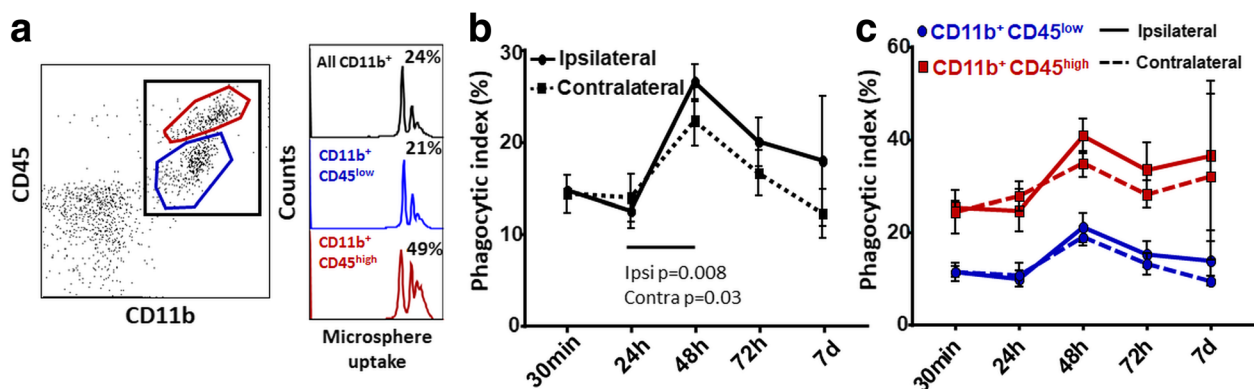 a
CD45
CD11b
All CD11b⁺
24%
CD11b⁺
CD45ˡᵒʷ
21%
CD11b⁺
CD45ʰⁱᵍʰ
49%
Counts
Microsphere
uptake
b
Phagocytic index (%)
30
20
10
0
Ipsilateral
Contralateral
Ipsi p=0.008
Contra p=0.03
30min
24h
48h
72h
7d
c
CD11b⁺ CD45ˡᵒʷ
CD11b⁺ CD45ʰⁱᵍʰ
Ipsilateral
Contralateral
Phagocytic index (%)
60
40
20
0
30min
24h
48h
72h
7d